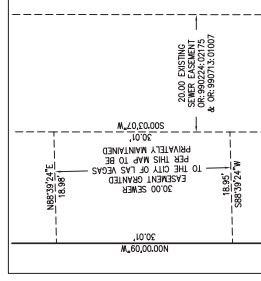 20.00 EXISTING
SEWER EASEMENT
OR:990224:02175
& OR:990713:01007
S00°03'07"W
30.01'
30.00 SEWER
EASEMENT GRANTED
TO THE CITY OF LAS VEGAS
PER THIS MAP TO BE
PRIVATELY MAINTAINED
N88°39'24"E
18.98'
18.95'
S88°39'24"W
30.01'
N00°00'09"W